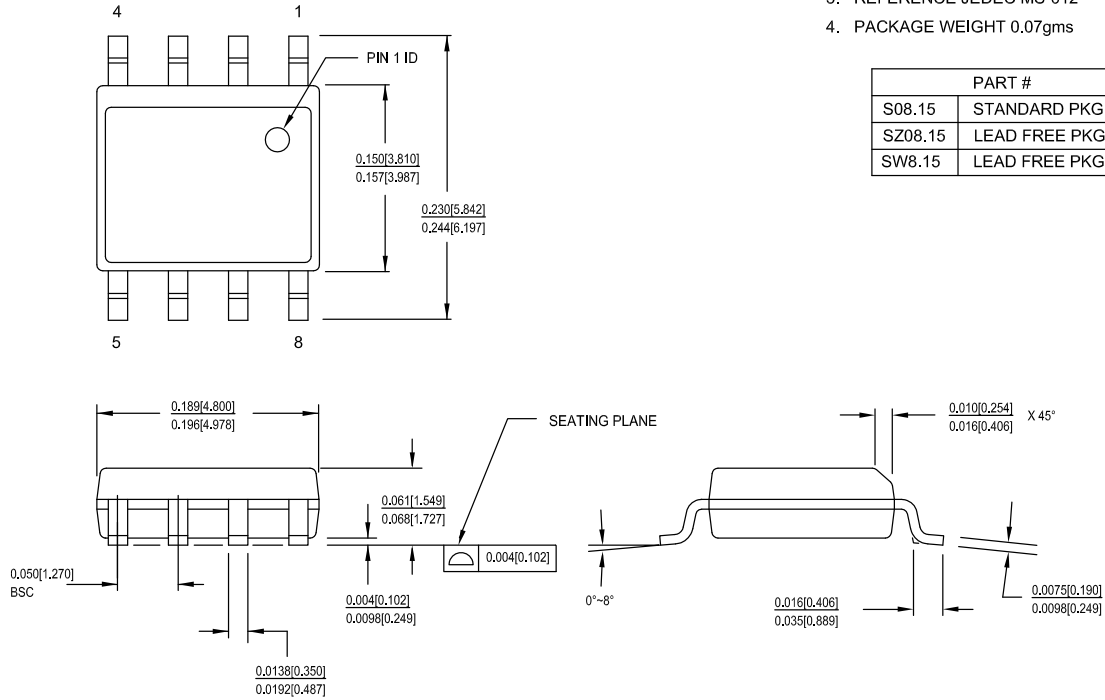 4. PACKAGE WEIGHT 0.07gms
PART #
S08.15 STANDARD PKG
SZ08.15 LEAD FREE PKG
SW8.15 LEAD FREE PKG
4 1
PIN 1 ID
0.150[3.810]
0.157[3.987]
0.230[5.842]
0.244[6.197]
5 8
0.189[4.800]
0.196[4.978]
SEATING PLANE
0.010[0.254]
0.016[0.406]
X 45°
0.061[1.549]
0.068[1.727]
0.004[0.102]
0.050[1.270]
BSC
0.004[0.102]
0.0098[0.249]
0°~8°
0.016[0.406]
0.035[0.889]
0.0075[0.190]
0.0098[0.249]
0.0138[0.350]
0.0192[0.487]